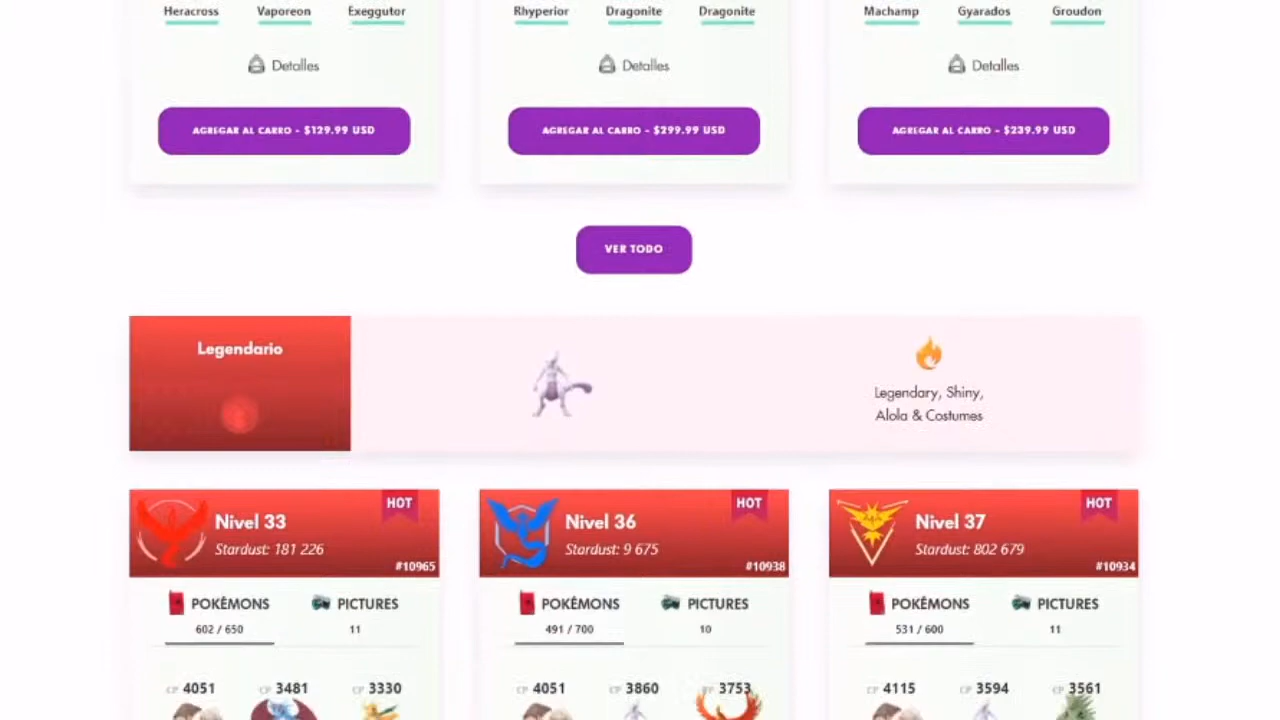 Heracross Vaporeon Exeggutor Rhyperior Dragonite Dragonite Machamp Gyarados Groudon
Detalles Detalles Detalles
AGREGAR AL CARRO - $129.99 USD AGREGAR AL CARRO - $299.99 USD AGREGAR AL CARRO - $239.99 USD
VER TODO
Legendario
Legendary, Shiny,
Alola & Costumes
HOT HOT HOT
Nivel 33 Nivel 36 Nivel 37
Stardust: 181 226 Stardust: 9 675 Stardust: 802 679
#10965 #10938 #10934
POKÉMONS PICTURES POKÉMONS PICTURES POKÉMONS PICTURES
602 / 650 11 491 / 700 10 531 / 600 11
CP 4051 CP 3481 CP 3330 CP 4051 CP 3860 CP 3753 CP 4115 CP 3594 CP 3561